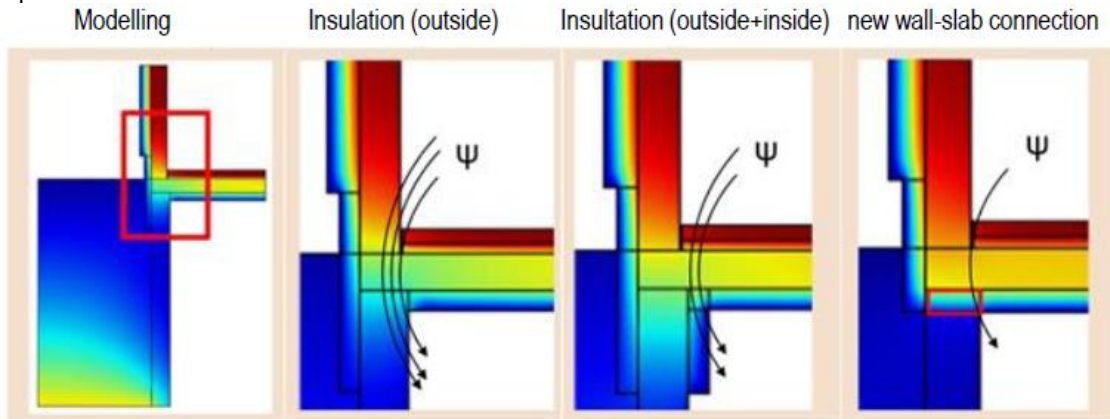 Modelling
Insulation (outside)
Insultation (outside+inside)
new wall-slab connection
Ψ
Ψ
Ψ